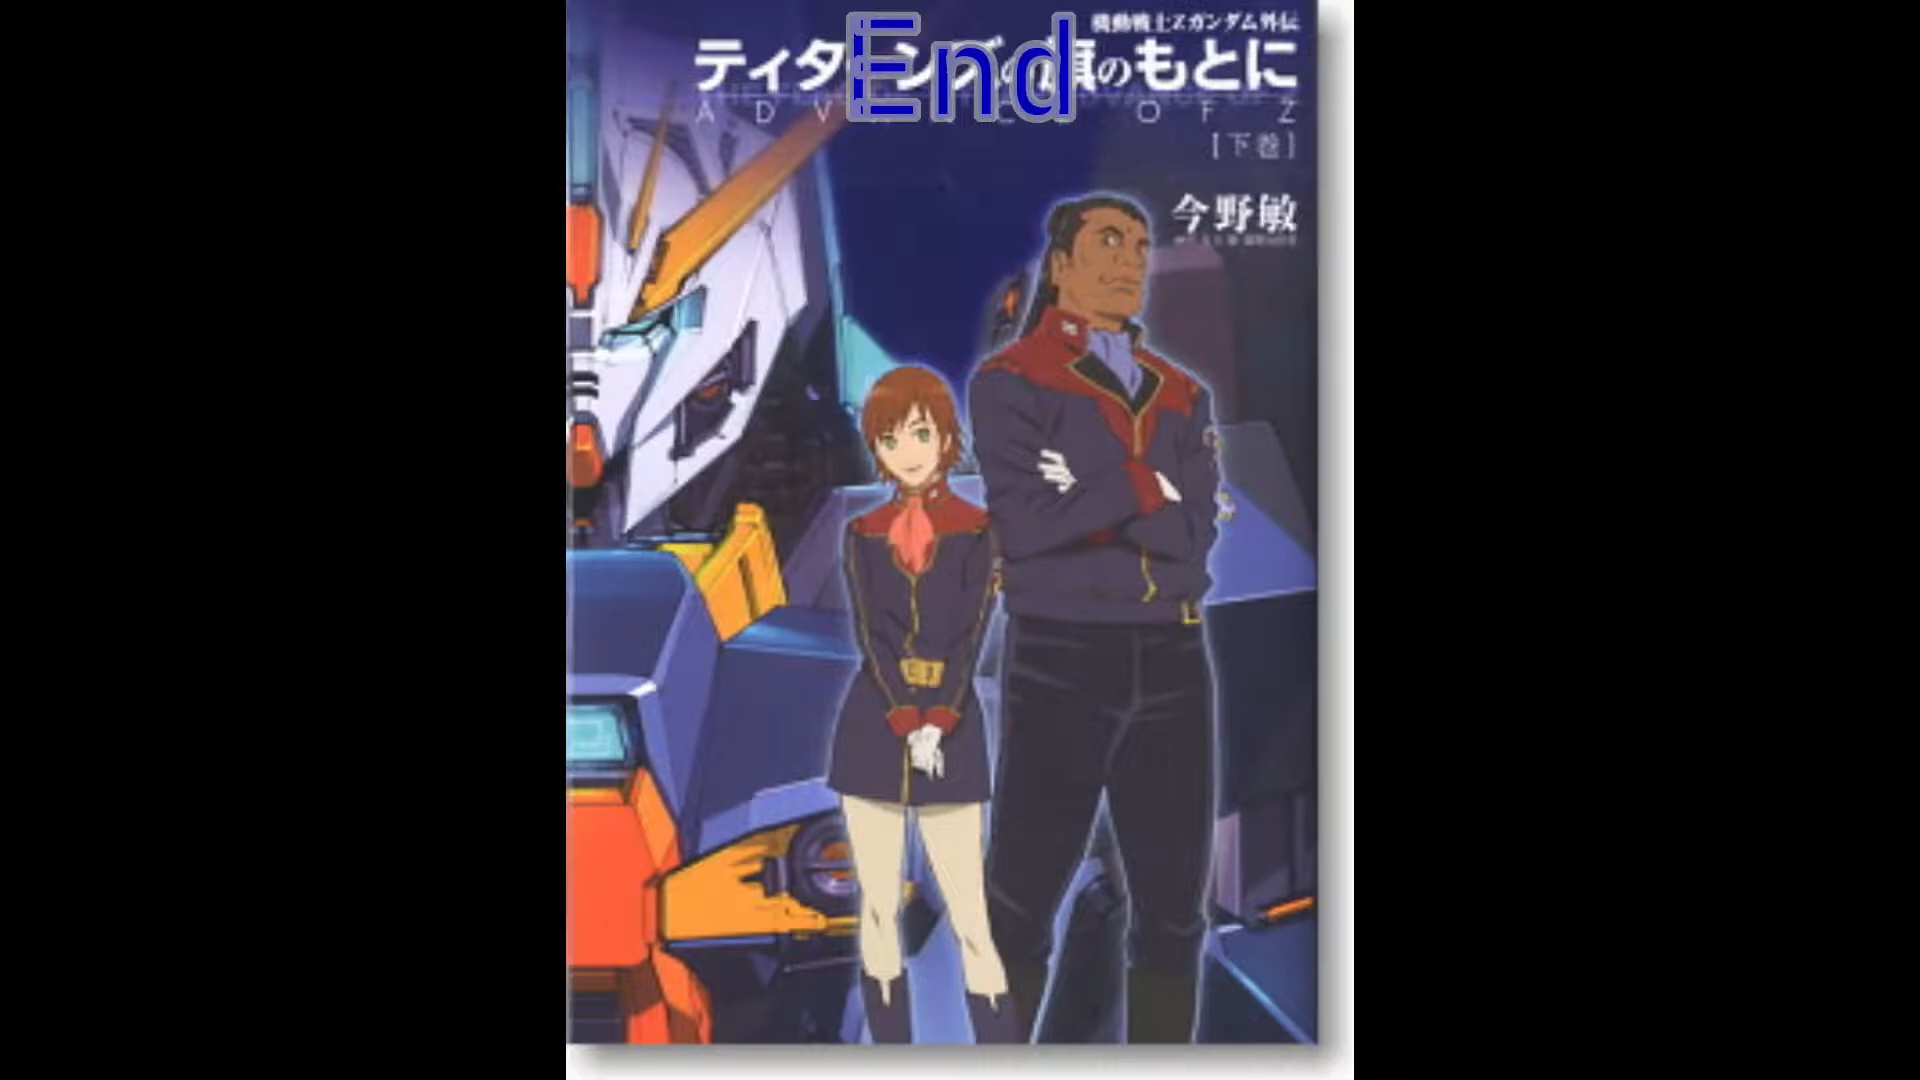 End
機動戦士Zガンダム外伝
ティターンズの旗のもとに
ADVANCE OF Z
[下巻]
今野敏